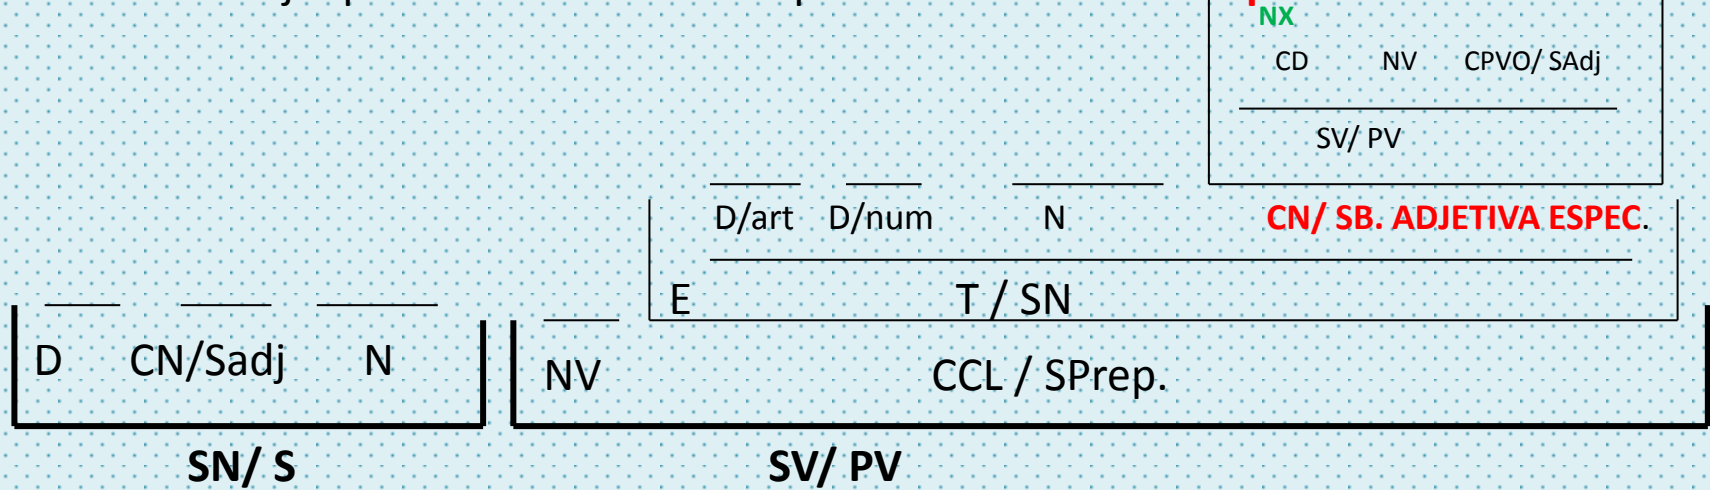 NX
CD NV CPVO/ SAdj
SV/ PV
D/art D/num N CN/ SB. ADJETIVA ESPEC.
E T / SN
D CN/Sadj N NV CCL / SPrep.
SN/ S SV/ PV